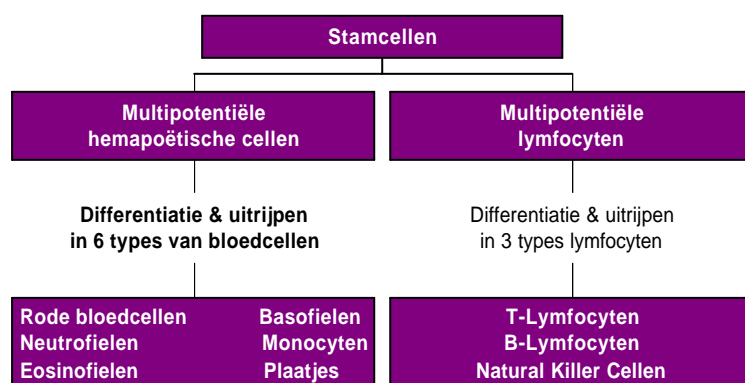 Stamcellen
Multipotentiële
hemapoëtische cellen
Multipotentiële
lymfocyten
Differentiatie & uitrijpen
in 6 types van bloedcellen
Differentiatie & uitrijpen
in 3 types lymfocyten
Rode bloedcellen Basofielen
Neutrofielen Monocyten
Eosinofielen Plaatjes
T-Lymfocyten
B-Lymfocyten
Natural Killer Cellen